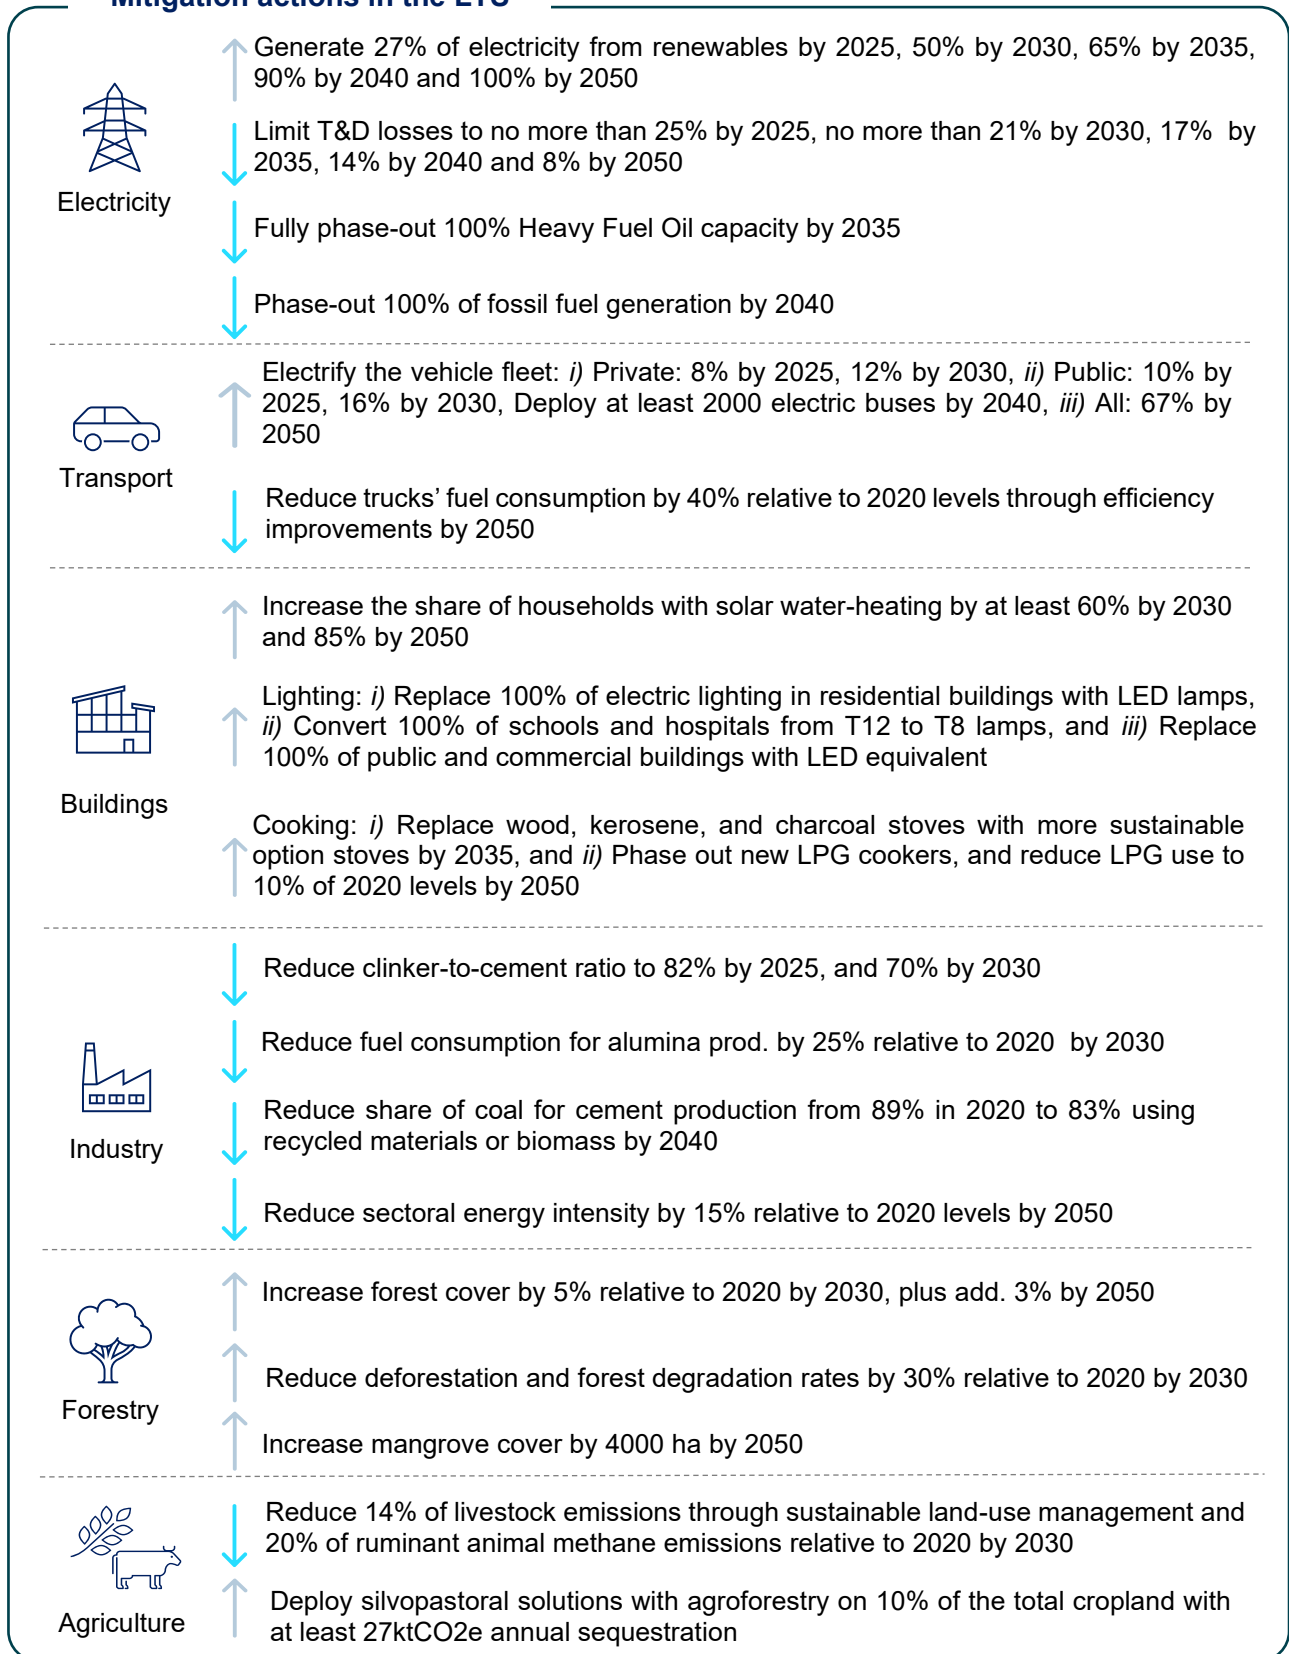 Mitigation actions in the LTS
Generate 27% of electricity from renewables by 2025, 50% by 2030, 65% by 2035,
90% by 2040 and 100% by 2050
Limit T&D losses to no more than 25% by 2025, no more than 21% by 2030, 17% by
2035, 14% by 2040 and 8% by 2050
Electricity
Fully phase-out 100% Heavy Fuel Oil capacity by 2035
Phase-out 100% of fossil fuel generation by 2040
Electrify the vehicle fleet: i) Private: 8% by 2025, 12% by 2030, ii) Public: 10% by
2025, 16% by 2030, Deploy at least 2000 electric buses by 2040, iii) All: 67% by
2050
Transport
Reduce trucks’ fuel consumption by 40% relative to 2020 levels through efficiency
improvements by 2050
Increase the share of households with solar water-heating by at least 60% by 2030
and 85% by 2050
Lighting: i) Replace 100% of electric lighting in residential buildings with LED lamps,
ii) Convert 100% of schools and hospitals from T12 to T8 lamps, and iii) Replace
100% of public and commercial buildings with LED equivalent
Buildings
Cooking: i) Replace wood, kerosene, and charcoal stoves with more sustainable
option stoves by 2035, and ii) Phase out new LPG cookers, and reduce LPG use to
10% of 2020 levels by 2050
Reduce clinker-to-cement ratio to 82% by 2025, and 70% by 2030
Reduce fuel consumption for alumina prod. by 25% relative to 2020 by 2030
Reduce share of coal for cement production from 89% in 2020 to 83% using
recycled materials or biomass by 2040
Industry
Reduce sectoral energy intensity by 15% relative to 2020 levels by 2050
Increase forest cover by 5% relative to 2020 by 2030, plus add. 3% by 2050
Reduce deforestation and forest degradation rates by 30% relative to 2020 by 2030
Forestry
Increase mangrove cover by 4000 ha by 2050
Reduce 14% of livestock emissions through sustainable land-use management and
20% of ruminant animal methane emissions relative to 2020 by 2030
Agriculture
Deploy silvopastoral solutions with agroforestry on 10% of the total cropland with
at least 27ktCO2e annual sequestration